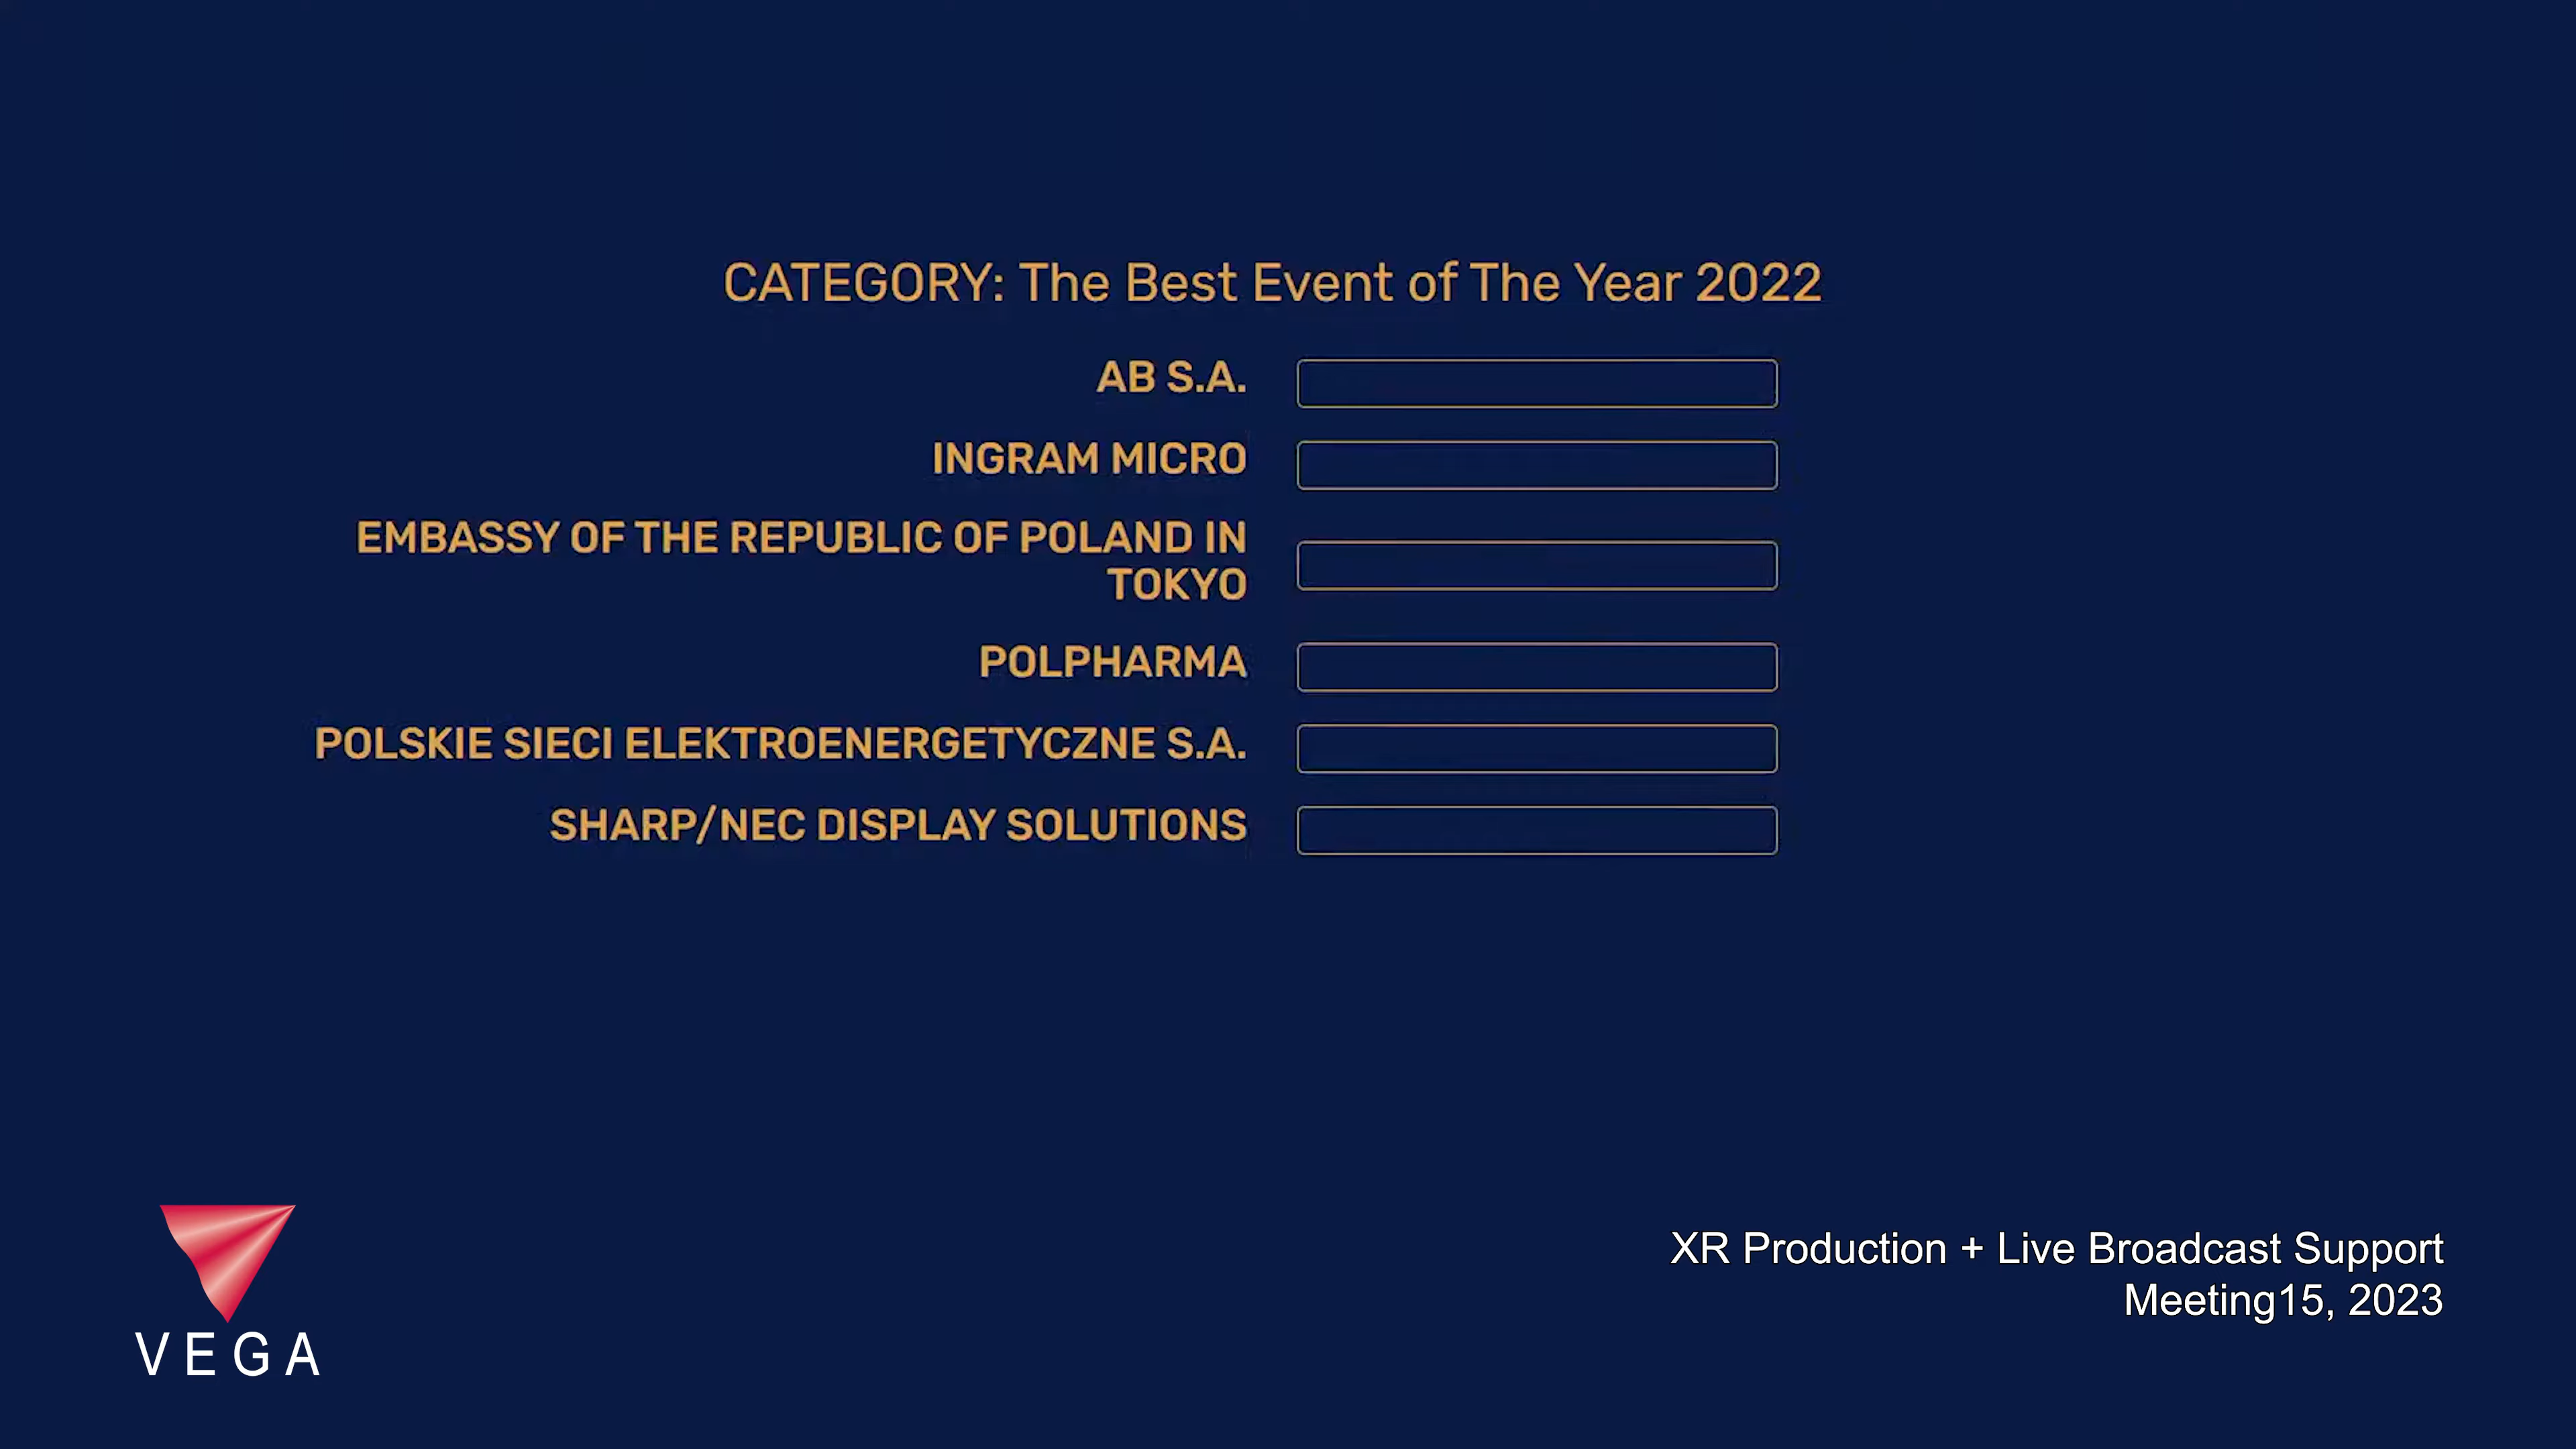 CATEGORY: The Best Event of The Year 2022
AB S.A.
INGRAM MICRO
EMBASSY OF THE REPUBLIC OF POLAND IN
TOKYO
POLPHARMA
POLSKIE SIECI ELEKTROENERGETYCZNE S.A.
SHARP/NEC DISPLAY SOLUTIONS
VEGA
XR Production + Live Broadcast Support
Meeting15, 2023